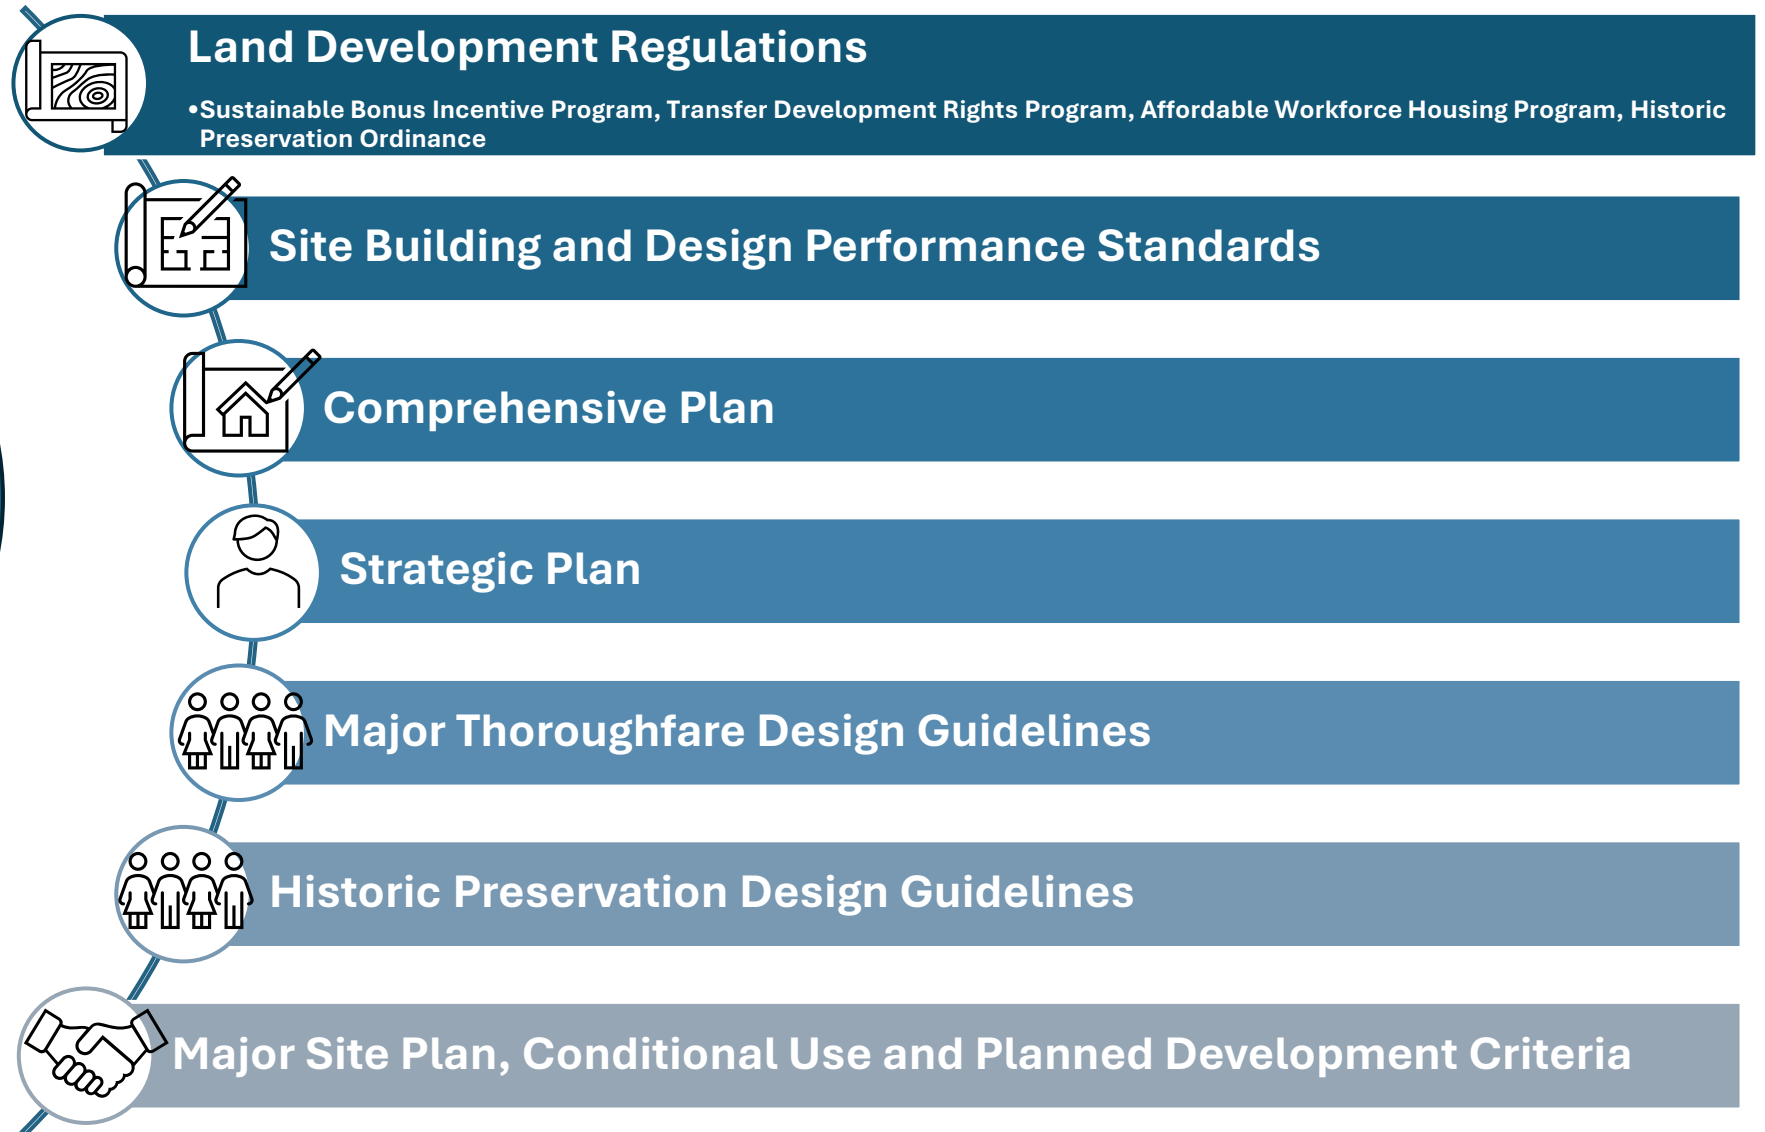 Land Development Regulations
•Sustainable Bonus Incentive Program, Transfer Development Rights Program, Affordable Workforce Housing Program, Historic
Preservation Ordinance
Site Building and Design Performance Standards
Comprehensive Plan
Strategic Plan
Major Thoroughfare Design Guidelines
Historic Preservation Design Guidelines
Major Site Plan, Conditional Use and Planned Development Criteria